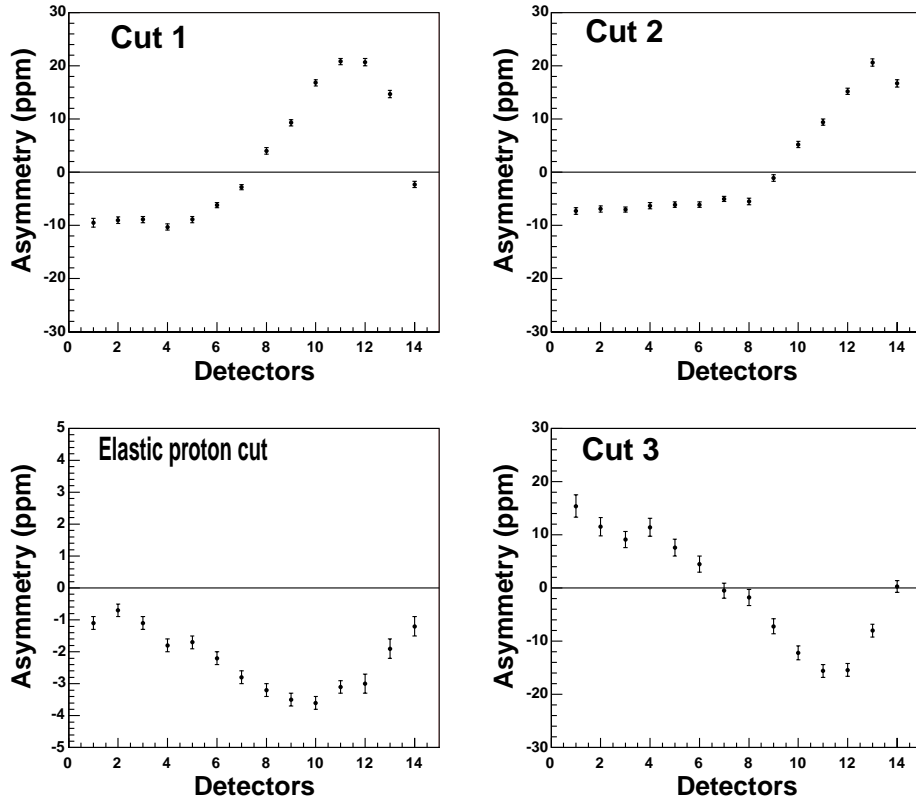 Cut 1
Asymmetry (ppm)
30
20
10
0
-10
-20
-30
0 2 4 6 8 10 12 14
Detectors
Cut 2
Asymmetry (ppm)
30
20
10
0
-10
-20
-30
0 2 4 6 8 10 12 14
Detectors
Elastic proton cut
Asymmetry (ppm)
5
4
3
2
1
0
-1
-2
-3
-4
-5
0 2 4 6 8 10 12 14
Detectors
Cut 3
Asymmetry (ppm)
30
20
10
0
-10
-20
-30
0 2 4 6 8 10 12 14
Detectors